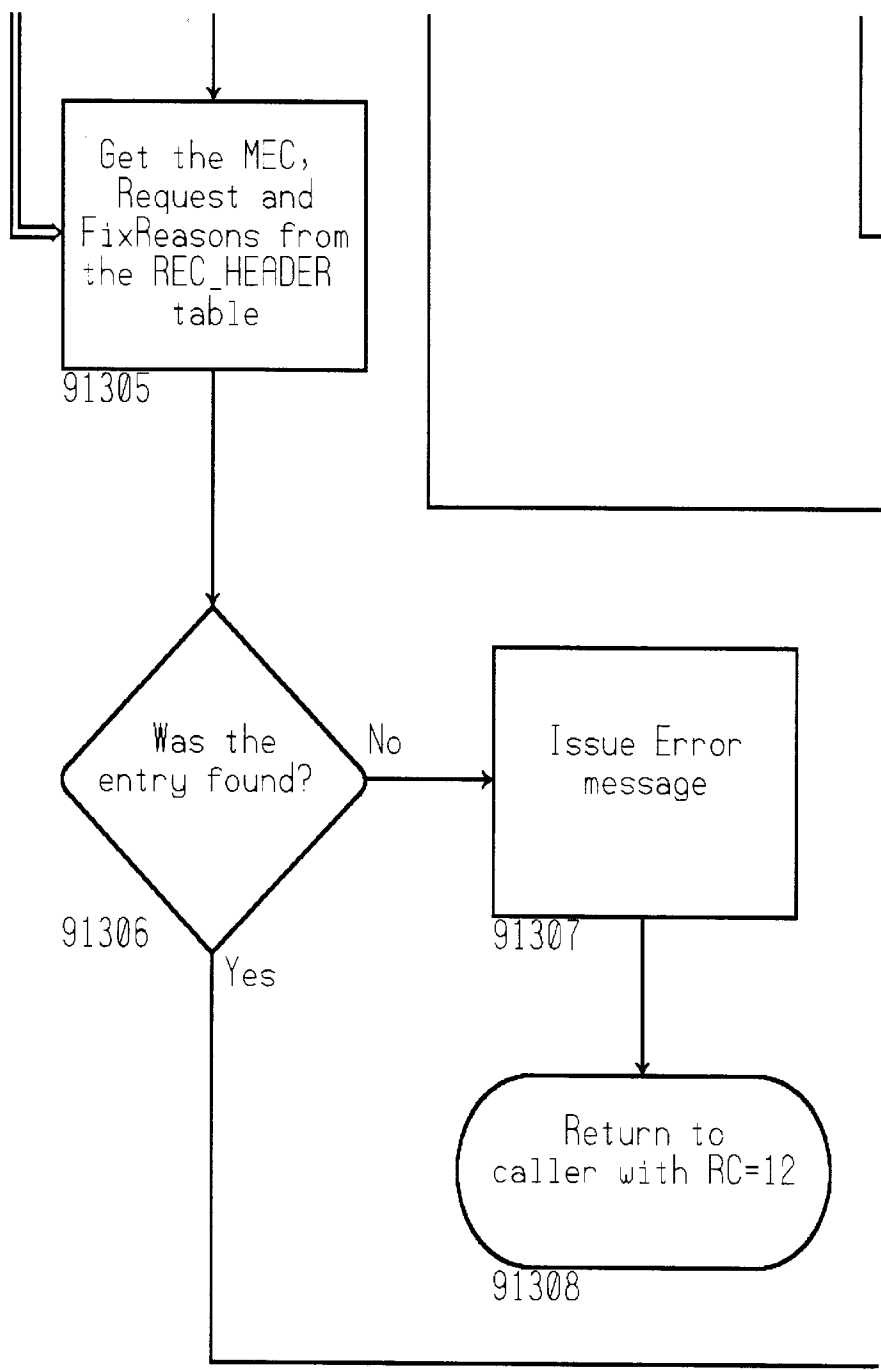 Get the MEC,
Request and
FixReasons from
the REC_HEADER
table
91305
Was the
entry found?
No
91306
Yes
Issue Error
message
91307
Return to
caller with RC=12
91308